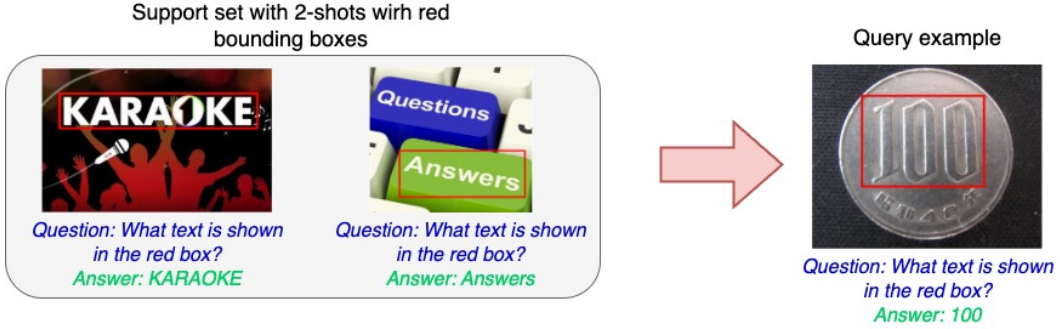 Support set with 2-shots wirh red
bounding boxes
KARAOKE
Question: What text is shown
in the red box?
Answer: KARAOKE
Questions
Answers
Question: What text is shown
in the red box?
Answer: Answers
Query example
100
Question: What text is shown
in the red box?
Answer: 100